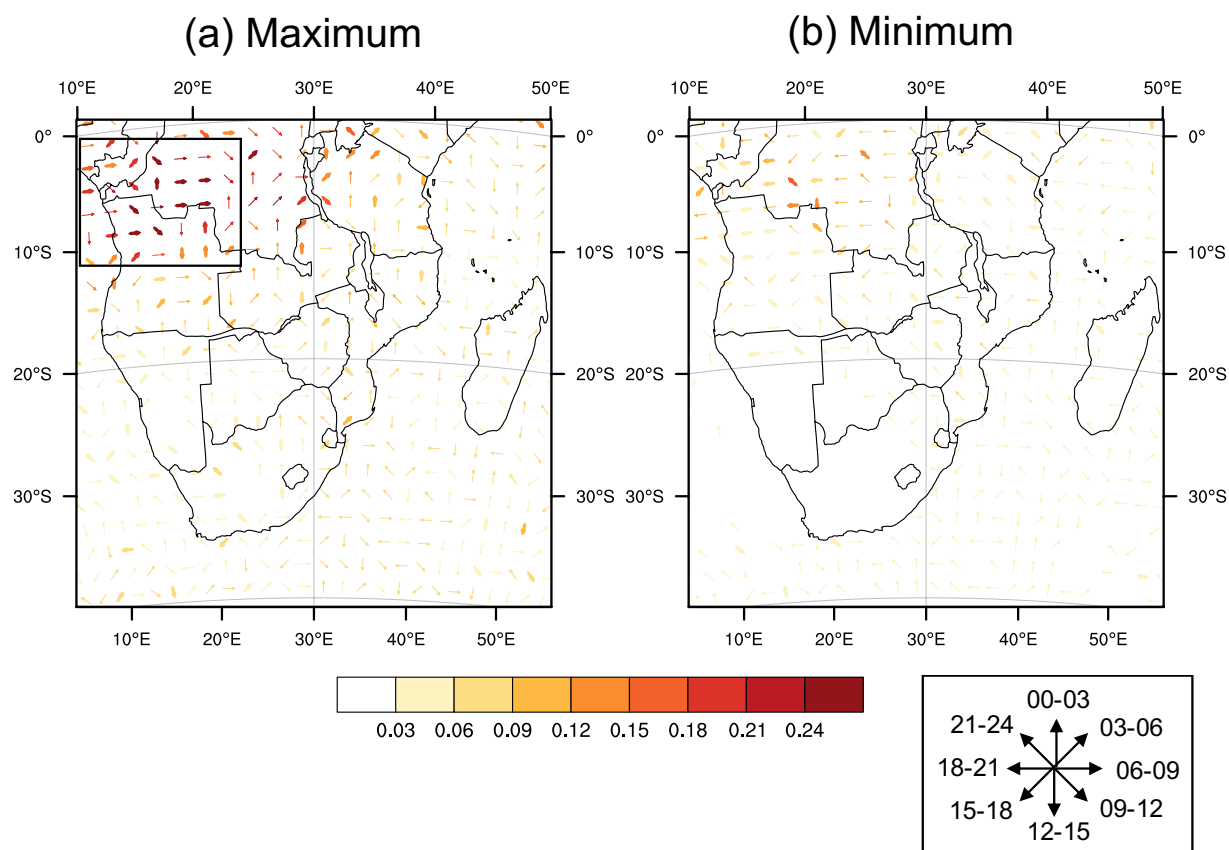 (a) Maximum (b) Minimum
10°E 20°E 30°E 40°E 50°E 10°E 20°E 30°E 40°E 50°E
0° 0° 0° 0°
10°S 10°S 10°S 10°S
20°S 20°S 20°S 20°S
30°S 30°S 30°S 30°S
10°E 20°E 30°E 40°E 50°E 10°E 20°E 30°E 40°E 50°E
0.03 0.06 0.09 0.12 0.15 0.18 0.21 0.24
00-03
21-24 03-06
18-21 06-09
15-18 09-12
12-15